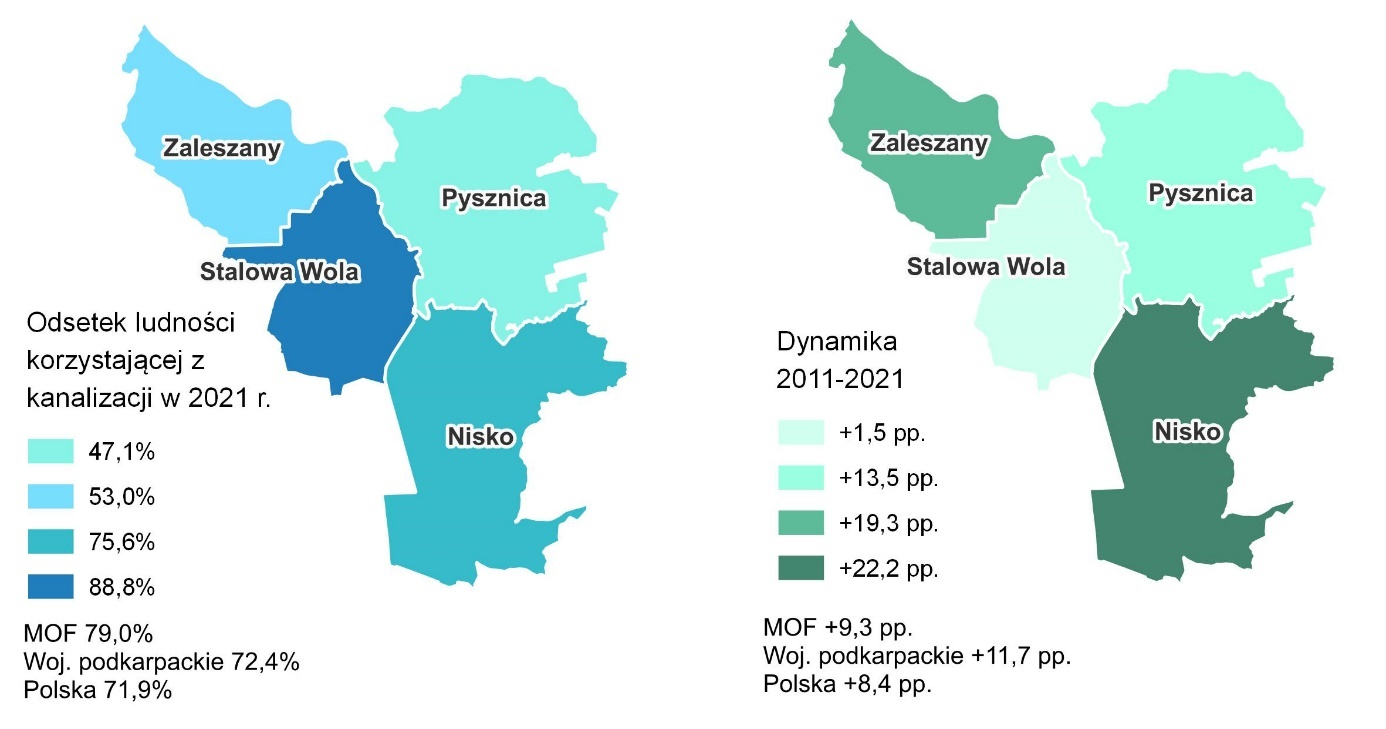 Zaleszany
Pysznica
Stalowa Wola
Nisko
Odsetek ludności
korzystającej z
kanalizacji w 2021 r.
47,1%
53,0%
75,6%
88,8%
MOF 79,0%
Woj. podkarpackie 72,4%
Polska 71,9%
Zaleszany
Pysznica
Stalowa Wola
Nisko
Dynamika
2011-2021
+1,5 pp.
+13,5 pp.
+19,3 pp.
+22,2 pp.
MOF +9,3 pp.
Woj. podkarpackie +11,7 pp.
Polska +8,4 pp.